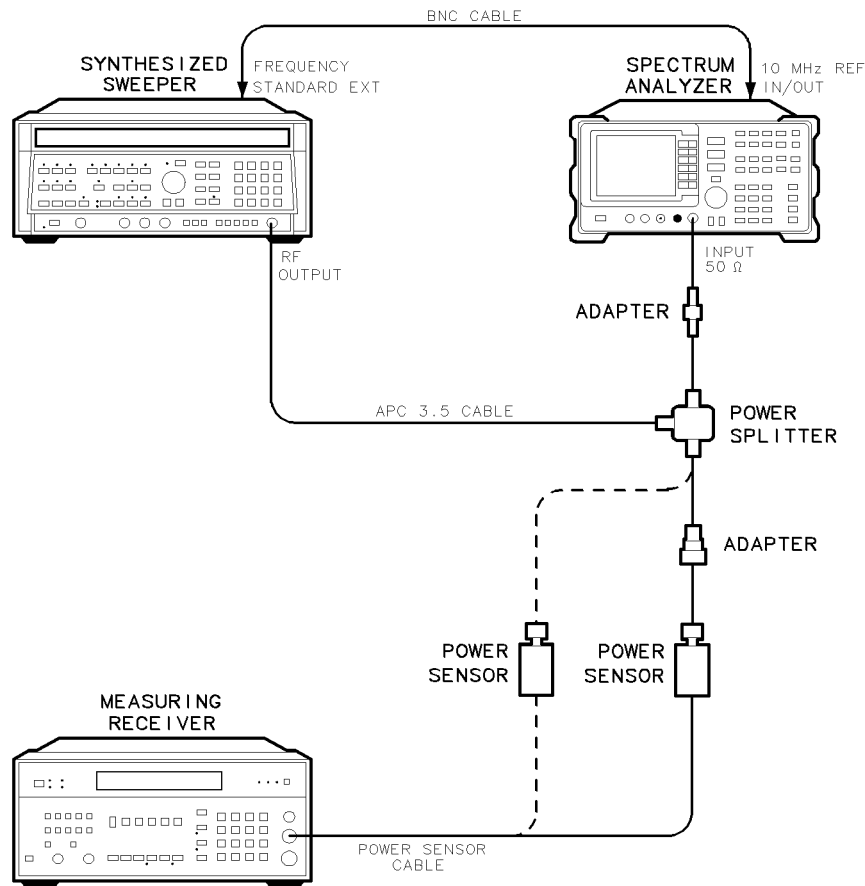 BNC CABLE
SYNTHESIZED
SWEEPER
FREQUENCY
STANDARD EXT
SPECTRUM
ANALYZER
10 MHz REF
IN/OUT
RF
OUTPUT
INPUT
50 Ω
ADAPTER
APC 3.5 CABLE
POWER
SPLITTER
ADAPTER
POWER
SENSOR
POWER
SENSOR
MEASURING
RECEIVER
POWER SENSOR
CABLE